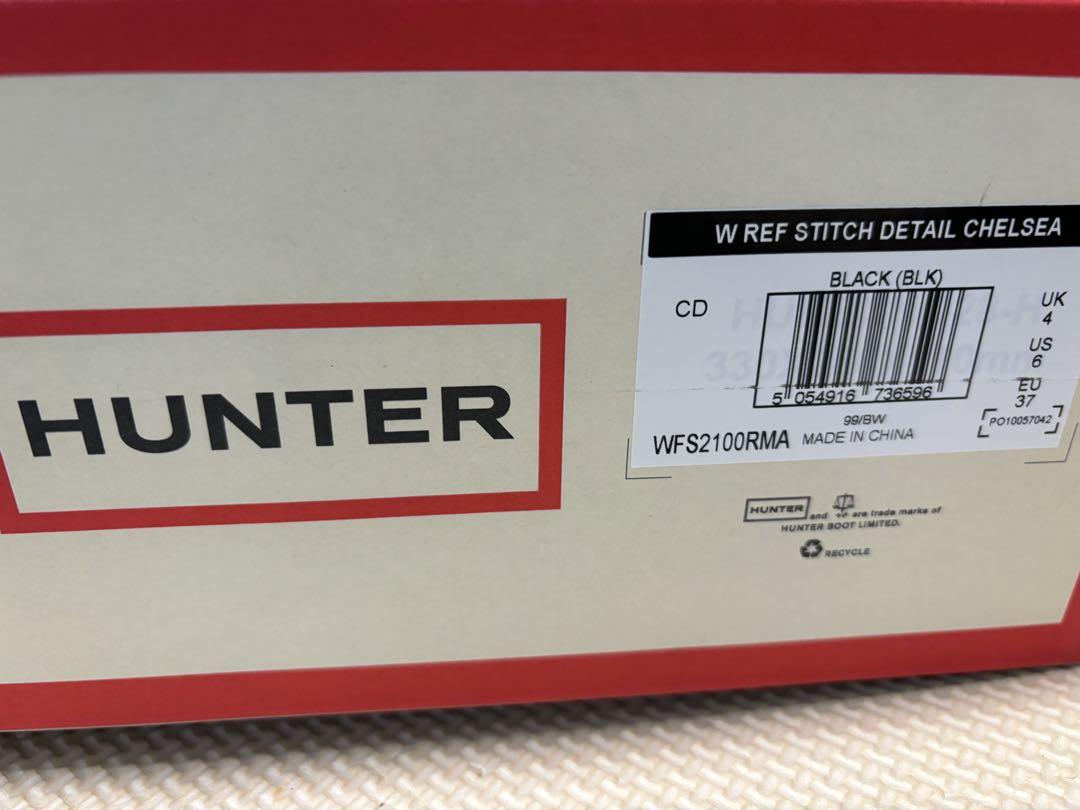 HUNTER
W REF STITCH DETAIL CHELSEA
BLACK (BLK)
CD
UK
4
US
6
EU
37
5 054916 736596
99/BW
WFS2100RMA MADE IN CHINA
PO10057042
HUNTER and are trade marks of
HUNTER BOOT LIMITED.
RECYCLE